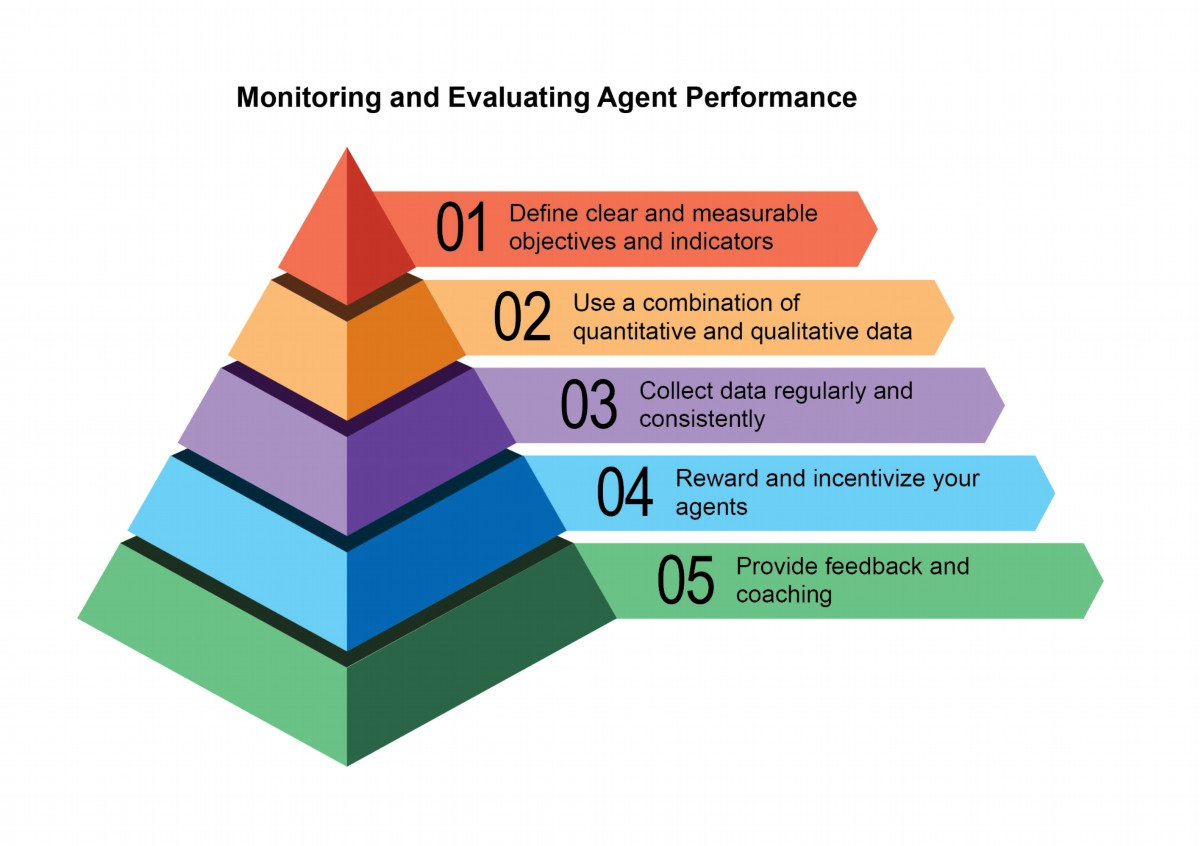 Monitoring and Evaluating Agent Performance
01
Define clear and measurable
objectives and indicators
02
Use a combination of
quantitative and qualitative data
03
Collect data regularly and
consistently
04
Reward and incentivize your
agents
05
Provide feedback and
coaching